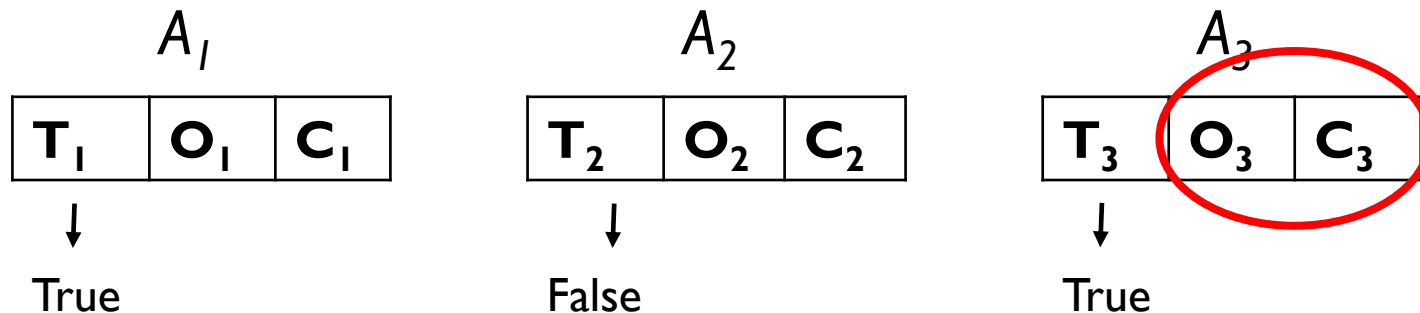 A₁ A₂ A₃
T₁ O₁ C₁ T₂ O₂ C₂ T₃ O₃ C₃
True False True